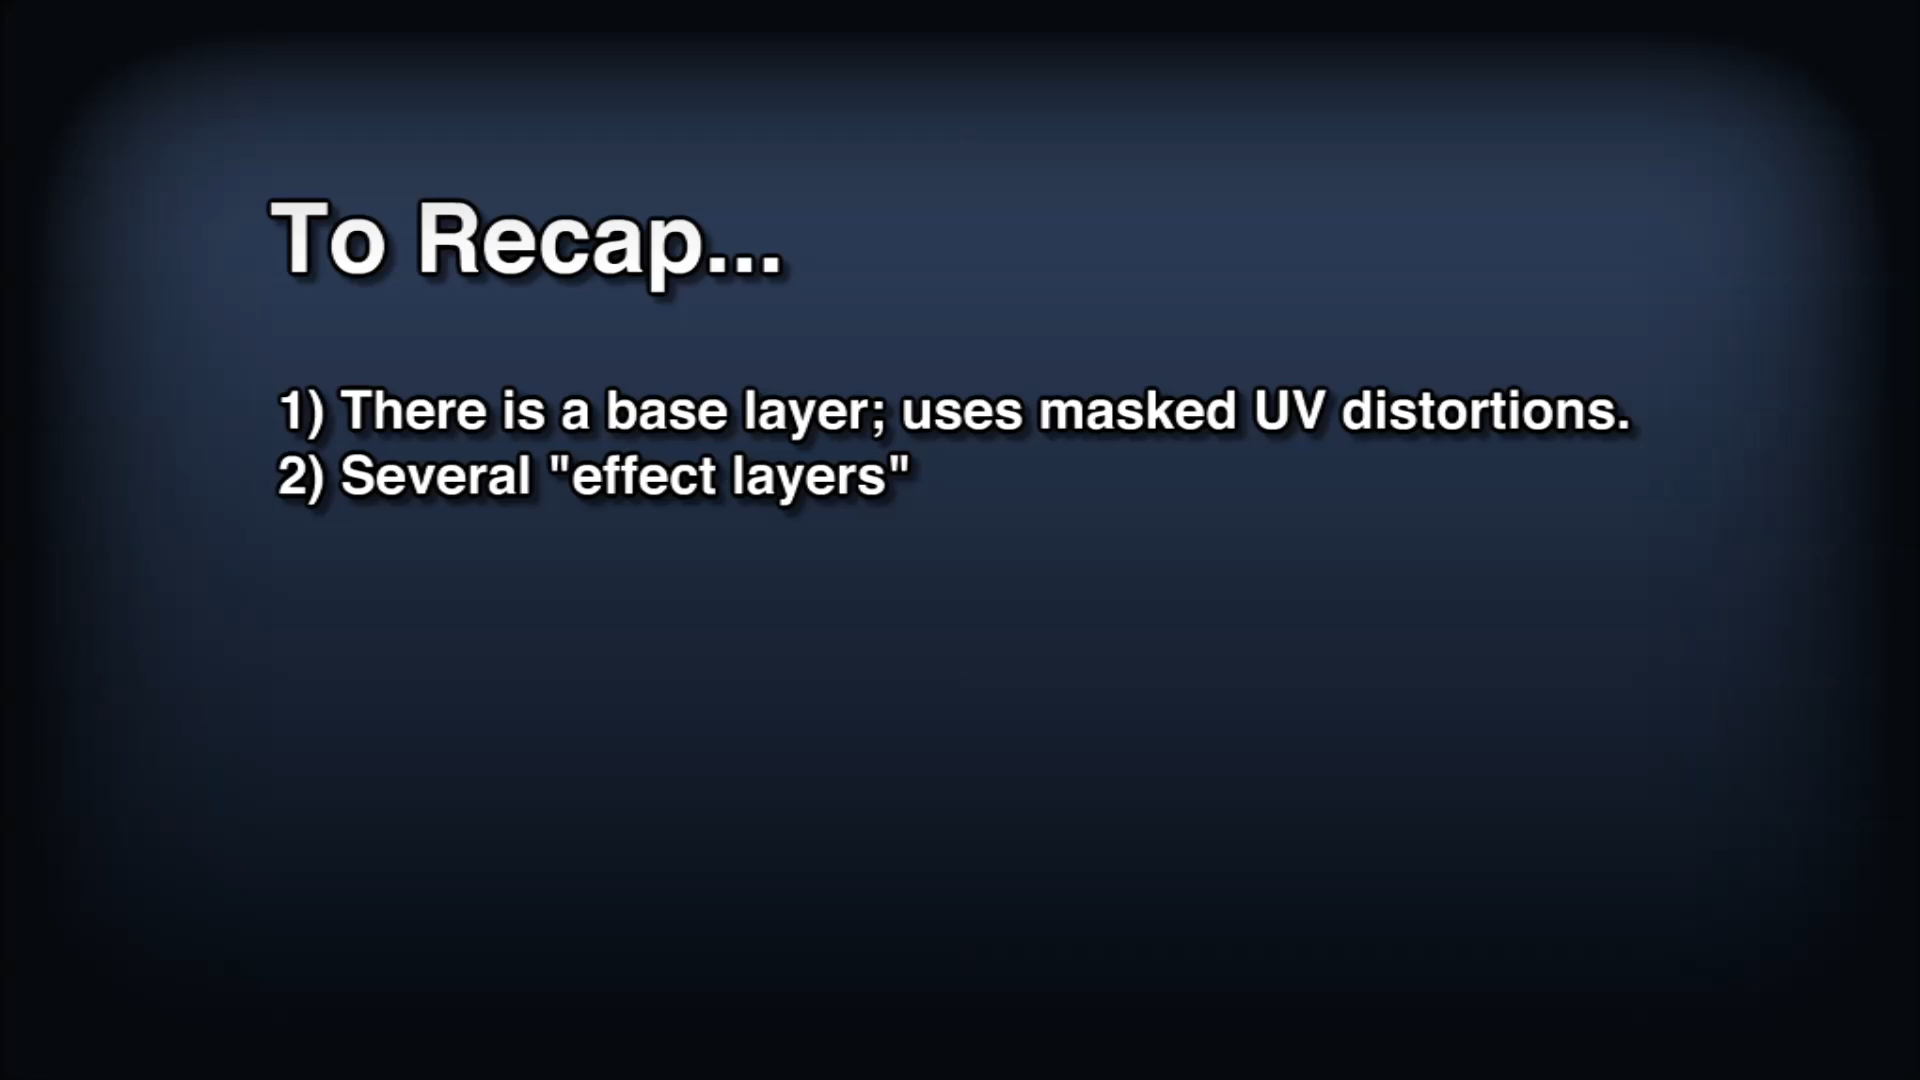 To Recap...
1) There is a base layer; uses masked UV distortions.
2) Several "effect layers"